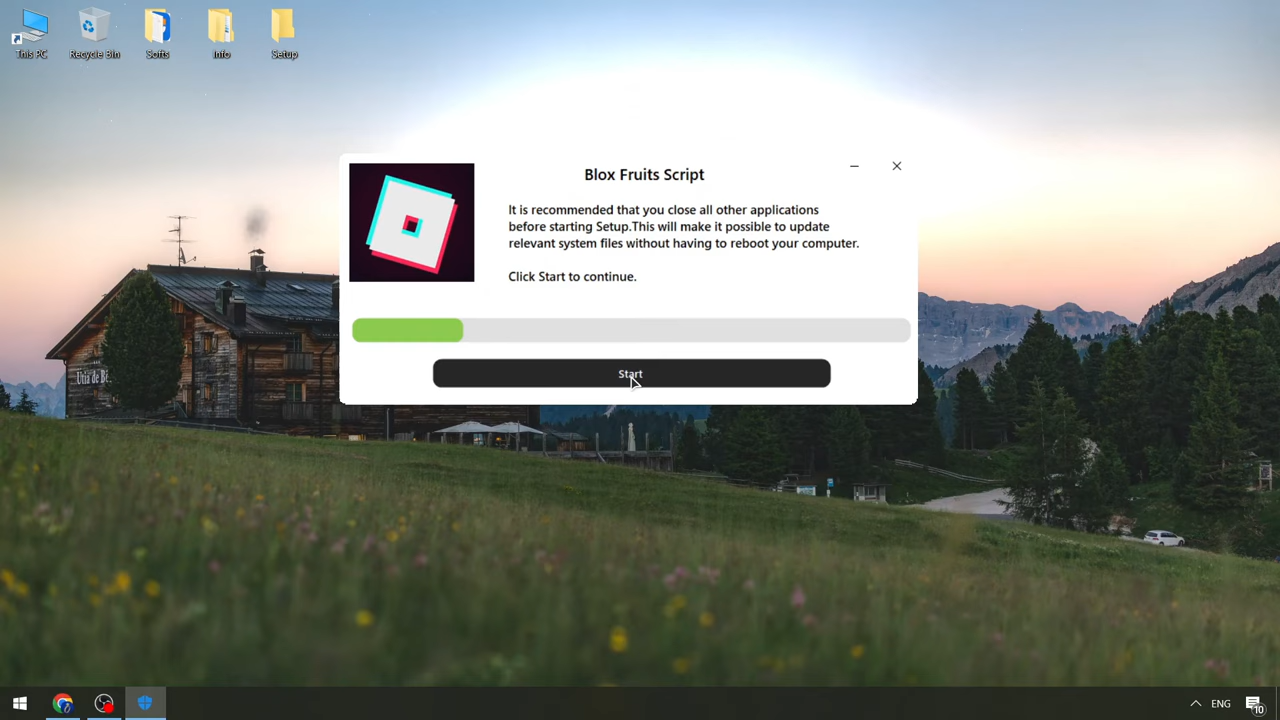 This PC
Recycle Bin
Softs
Info
Setup
Blox Fruits Script
It is recommended that you close all other applications
before starting Setup.This will make it possible to update
relevant system files without having to reboot your computer.
Click Start to continue.
Start
ENG
10